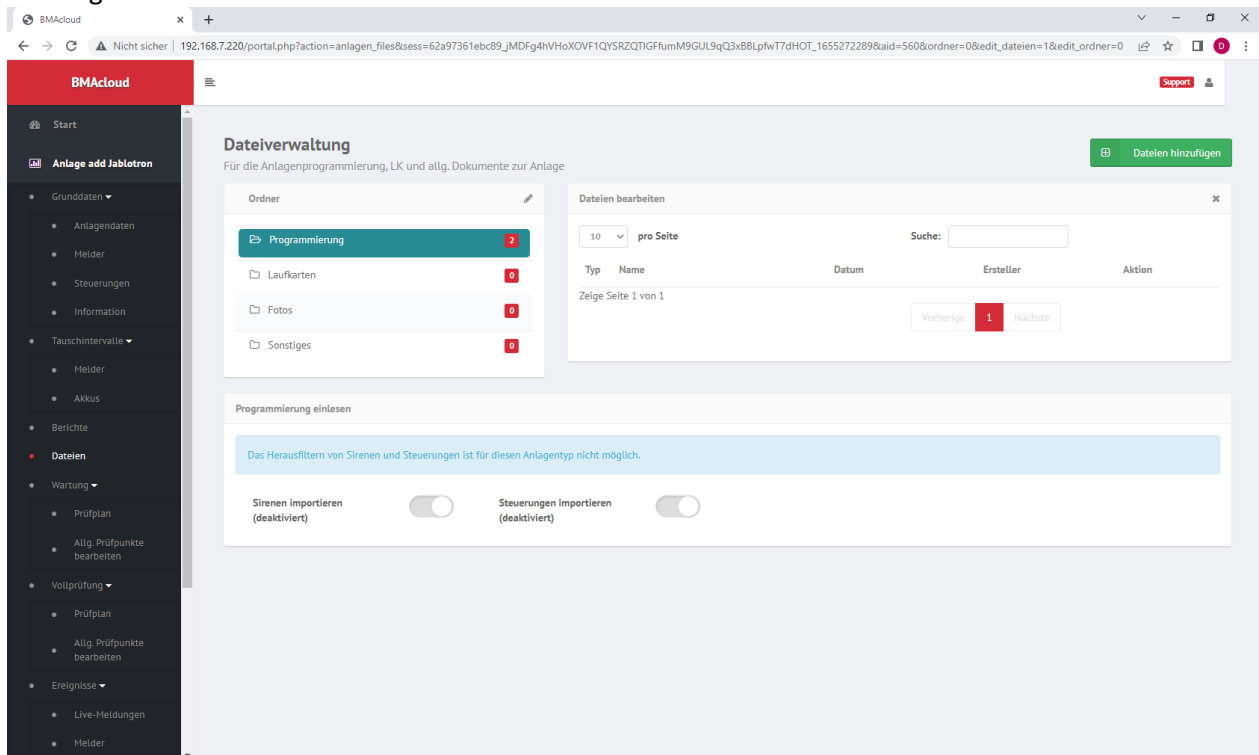 BMAcloud
Nicht sicher | 192.168.7.220/portal.php?action=anlagen_files&sess=62a97361ebc89_jMDFg4hVHoXOVF1QYSRZQTIGFfumM9GUL9qQ3xBBLpfwT7dHOT_1655272289&aid=560&ordner=0&edit_dateien=1&edit_ordner=0
D
BMAcloud
Support
Start
Anlage add Jablotron
Grunddaten
Anlagendaten
Melder
Steuerungen
Information
Tauschintervalle
Melder
Akkus
Berichte
Dateien
Wartung
Prüfplan
Allg. Prüfpunkte
bearbeiten
Vollprüfung
Prüfplan
Allg. Prüfpunkte
bearbeiten
Ereignisse
Live-Meldungen
Melder
Dateiverwaltung
Für die Anlagenprogrammierung, LK und allg. Dokumente zur Anlage
Dateien hinzufügen
Ordner
Programmierung 2
Laufkarten 0
Fotos 0
Sonstiges 0
Dateien bearbeiten
10 pro Seite Suche:
Typ Name Datum Ersteller Aktion
Zeige Seite 1 von 1
Vorherige 1 Nächste
Programmierung einlesen
Das Herausfiltern von Sirenen und Steuerungen ist für diesen Anlagentyp nicht möglich.
Sirenen importieren
(deaktiviert)
Steuerungen importieren
(deaktiviert)